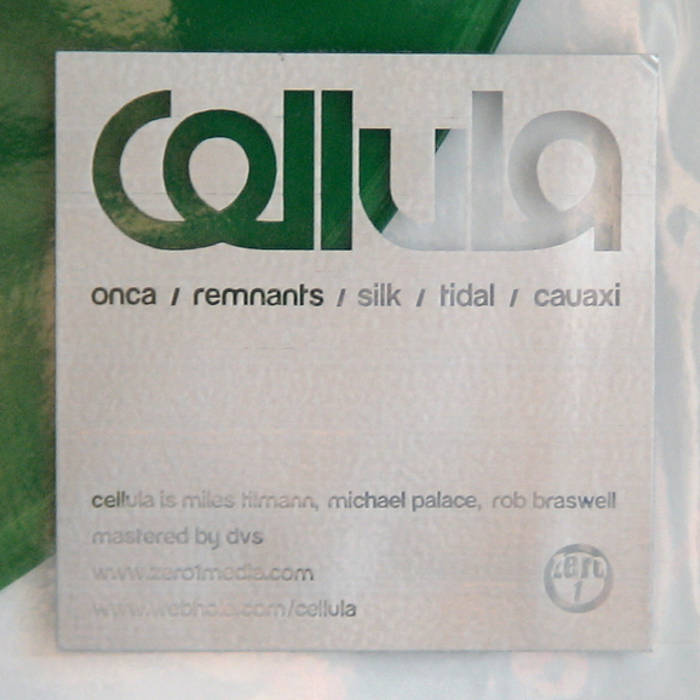 Cellula
onca / remnants / silk / tidal / cauaxi
cellula is miles tilmann, michael palace, rob braswell
mastered by dvs
www.zero1media.com
zero
1
www.webhole.com/cellula